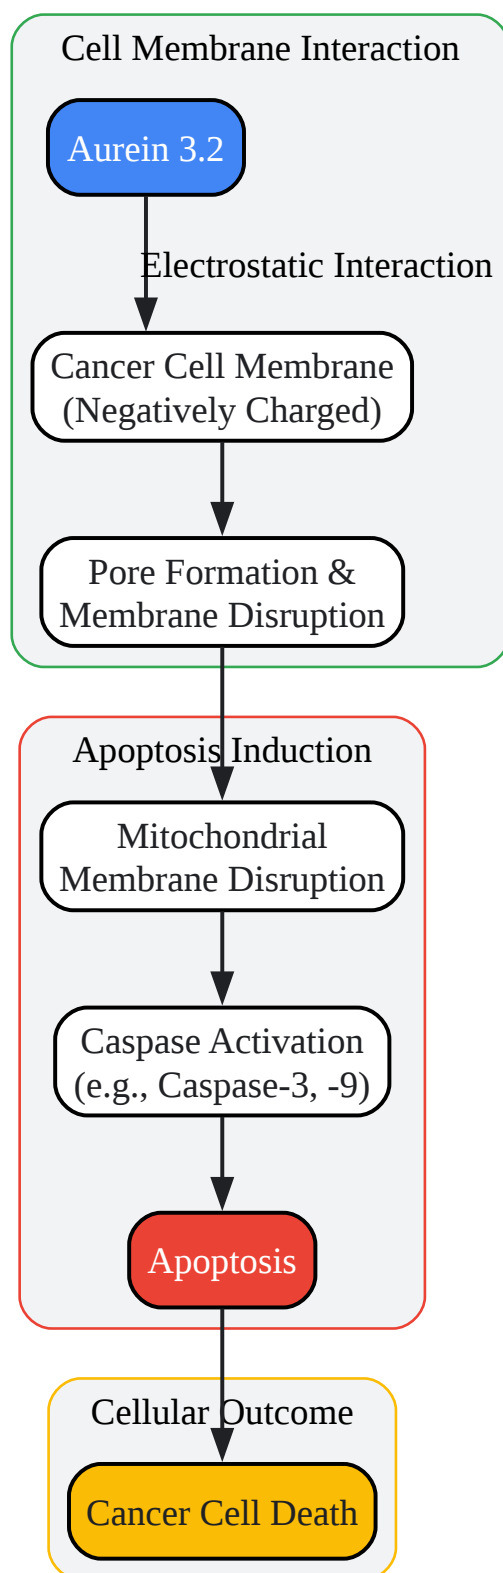 Cell Membrane Interaction
Aurein 3.2
Electrostatic Interaction
Cancer Cell Membrane
(Negatively Charged)
Pore Formation &
Membrane Disruption
Apoptosis Induction
Mitochondrial
Membrane Disruption
Caspase Activation
(e.g., Caspase-3, -9)
Apoptosis
Cellular Outcome
Cancer Cell Death